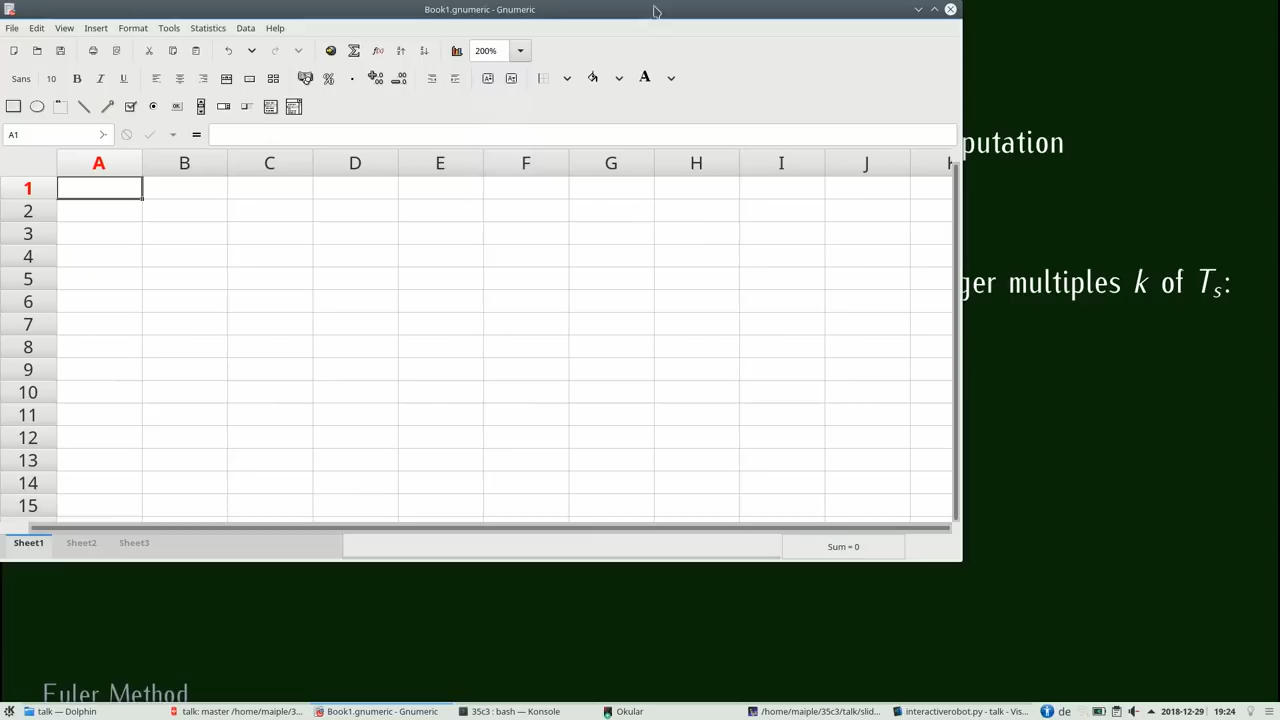 Book1.gnumeric - Gnumeric
File Edit View Insert Format Tools Statistics Data Help
200%
Sans 10 B I U A
A1 =
A B C D E F G H I J
1
2
3
4
5
6
7
8
9
10
11
12
13
14
15
putation
ger multiples k of Ts:
Sheet1 Sheet2 Sheet3
Sum = 0
Euler Method
talk — Dolphin
talk: master /home/maiple/3...
Book1.gnumeric - Gnumeric
35c3 : bash — Konsole
Okular
/home/maiple/35c3/talk/slid...
interactiverobot.py - talk - Vis...
de
2018-12-29
19:24